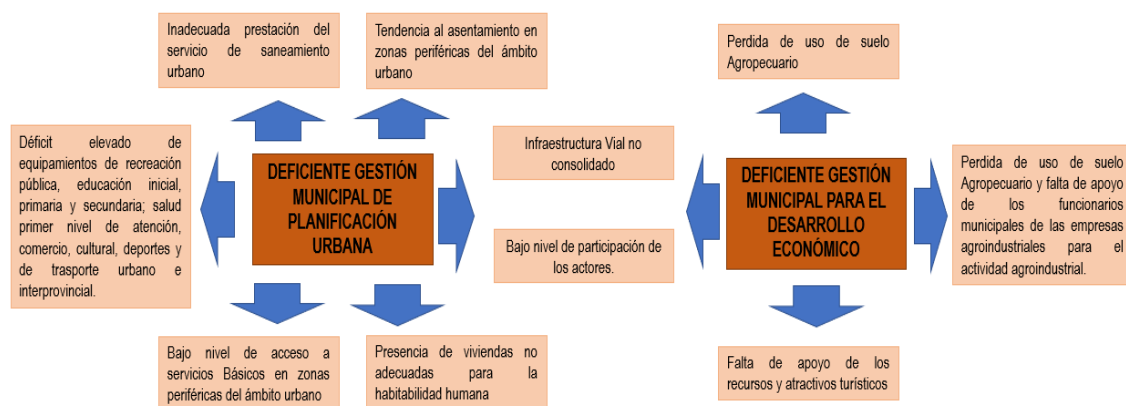 Inadecuada prestación del
servicio de saneamiento
urbano
Tendencia al asentamiento en
zonas periféricas del ámbito
urbano
Déficit elevado de
equipamientos de recreación
pública, educación inicial,
primaria y secundaria; salud
primer nivel de atención,
comercio, cultural, deportes y
de trasporte urbano e
interprovincial.
DEFICIENTE GESTIÓN
MUNICIPAL DE
PLANIFICACIÓN
URBANA
Infraestructura Vial no
consolidado
Bajo nivel de participación de
los actores.
Bajo nivel de acceso a
servicios Básicos en zonas
periféricas del ámbito urbano
Presencia de viviendas no
adecuadas para la
habitabilidad humana
Perdida de uso de suelo
Agropecuario
DEFICIENTE GESTIÓN
MUNICIPAL PARA EL
DESARROLLO
ECONÓMICO
Perdida de uso de suelo
Agropecuario y falta de apoyo
de los funcionarios
municipales de las empresas
agroindustriales para el
actividad agroindustrial.
Falta de apoyo de los
recursos y atractivos turísticos